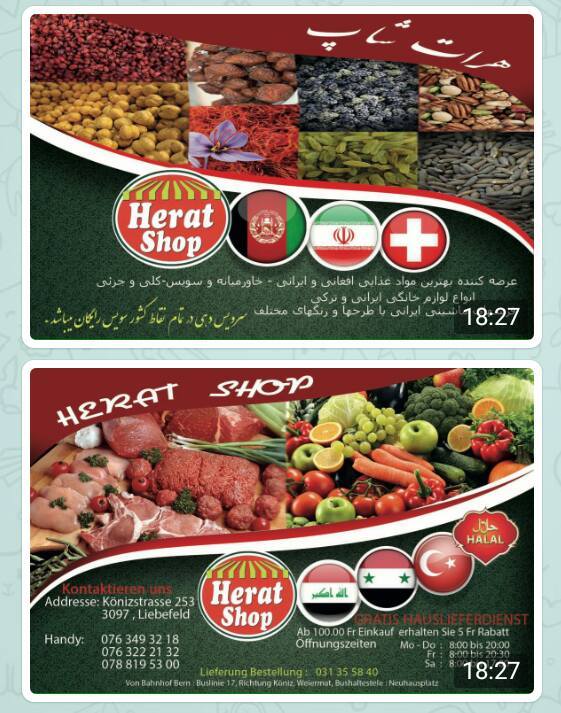 هرات شاپ
Herat
Shop
عرضه کننده بهترین مواد غذایی افغانی و ایرانی - خاورمیانه و سویس-کلی و جزئی
انواع لوازم خانگی ایرانی و ترکی
ماشینی ایرانی با طرحها و رنگهای مختلف
سرویس دهی در تمام نقاط کشور سویس رایگان میباشد.
18:27
HERAT SHOP
حلال
HALAL
Herat
Shop
الله اكبر
Kontaktieren uns
Addresse: Könizstrasse 253
3097 , Liebefeld
Handy: 076 349 32 18
076 322 21 32
078 819 53 00
GRATIS HAUSLIEFERDIENST
Ab 100.00 Fr Einkauf erhalten Sie 5 Fr Rabatt
Öffnungszeiten Mo - Do : 8:00 bis 20:00
Fr : 8:00 bis 20:30
Sa : 8:00
18:27
Lieferung Bestellung : 031 35 58 40
Von Bahnhof Bern : Buslinie 17, Richtung Köniz, Weiermat, Bushaltestele : Neuhausplatz